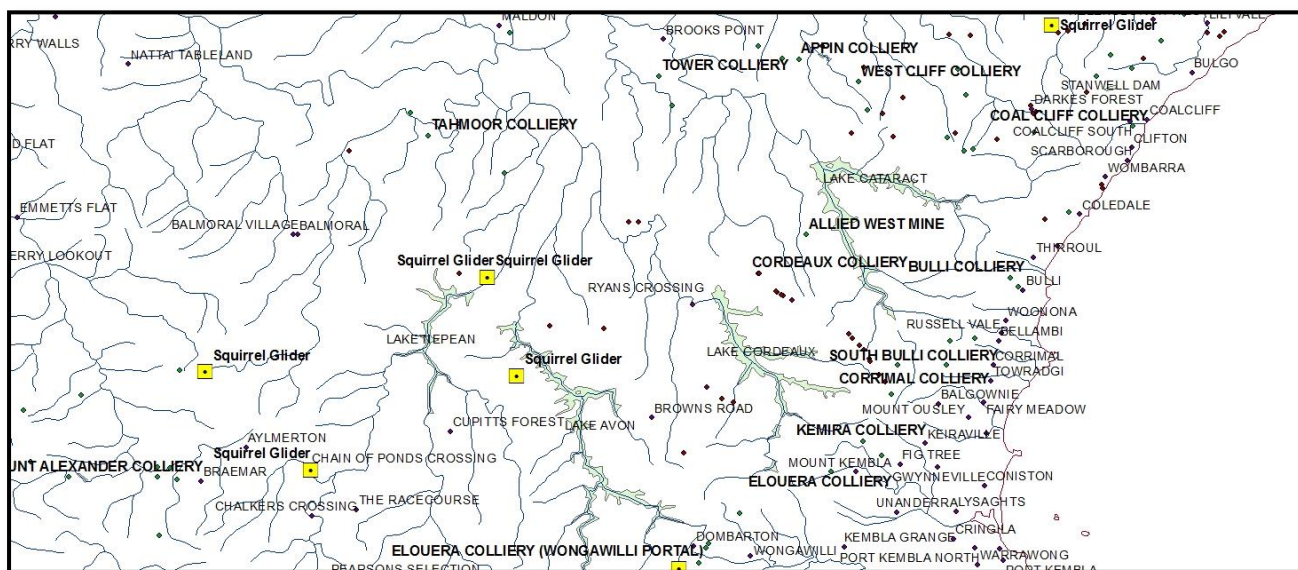 MALDON
LILYVALE
Squirrel Glider
BROOKS POINT
RRY WALLS
NATTAI TABLELAND
APPIN COLLIERY
TOWER COLLIERY
WEST CLIFF COLLIERY
BULGO
STANWELL DAM
DARKES FOREST
COAL CLIFF COLLIERY
COALCLIFF
TAHMOOR COLLIERY
COALCLIFF SOUTH
CLIFTON
D FLAT
SCARBOROUGH
WOMBARRA
LAKE CATARACT
EMMETTS FLAT
COLEDALE
BALMORAL VILLAGE
BALMORAL
ALLIED WEST MINE
THIRROUL
ERRY LOOKOUT
Squirrel Glider
Squirrel Glider
CORDEAUX COLLIERY
BULLI COLLIERY
RYANS CROSSING
BULLI
WOONONA
RUSSELL VALE
BELLAMBI
LAKE NEPEAN
LAKE CORDEAUX
Squirrel Glider
Squirrel Glider
SOUTH BULLI COLLIERY
CORRIMAL
TOWRADGI
CORRIMAL COLLIERY
BALGOWNIE
BROWNS ROAD
MOUNT OUSLEY
FAIRY MEADOW
CUPITTS FOREST
LAKE AVON
KEMIRA COLLIERY
KEIRAVILLE
AYLMERTON
Squirrel Glider
CHAIN OF PONDS CROSSING
FIG TREE
UNT ALEXANDER COLLIERY
BRAEMAR
MOUNT KEMBLA
GWYNNEVILLE
CONISTON
ELOUERA COLLIERY
CHALKERS CROSSING
THE RACECOURSE
UNANDERRA
LYSAGHTS
CRINGILA
DOMBARTON
KEMBLA GRANGE
ELOUERA COLLIERY (WONGAWILLI PORTAL)
WONGAWILLI
PORT KEMBLA NORTH
WARRAWONG
PEARSONS SELECTION
PORT KEMBLA